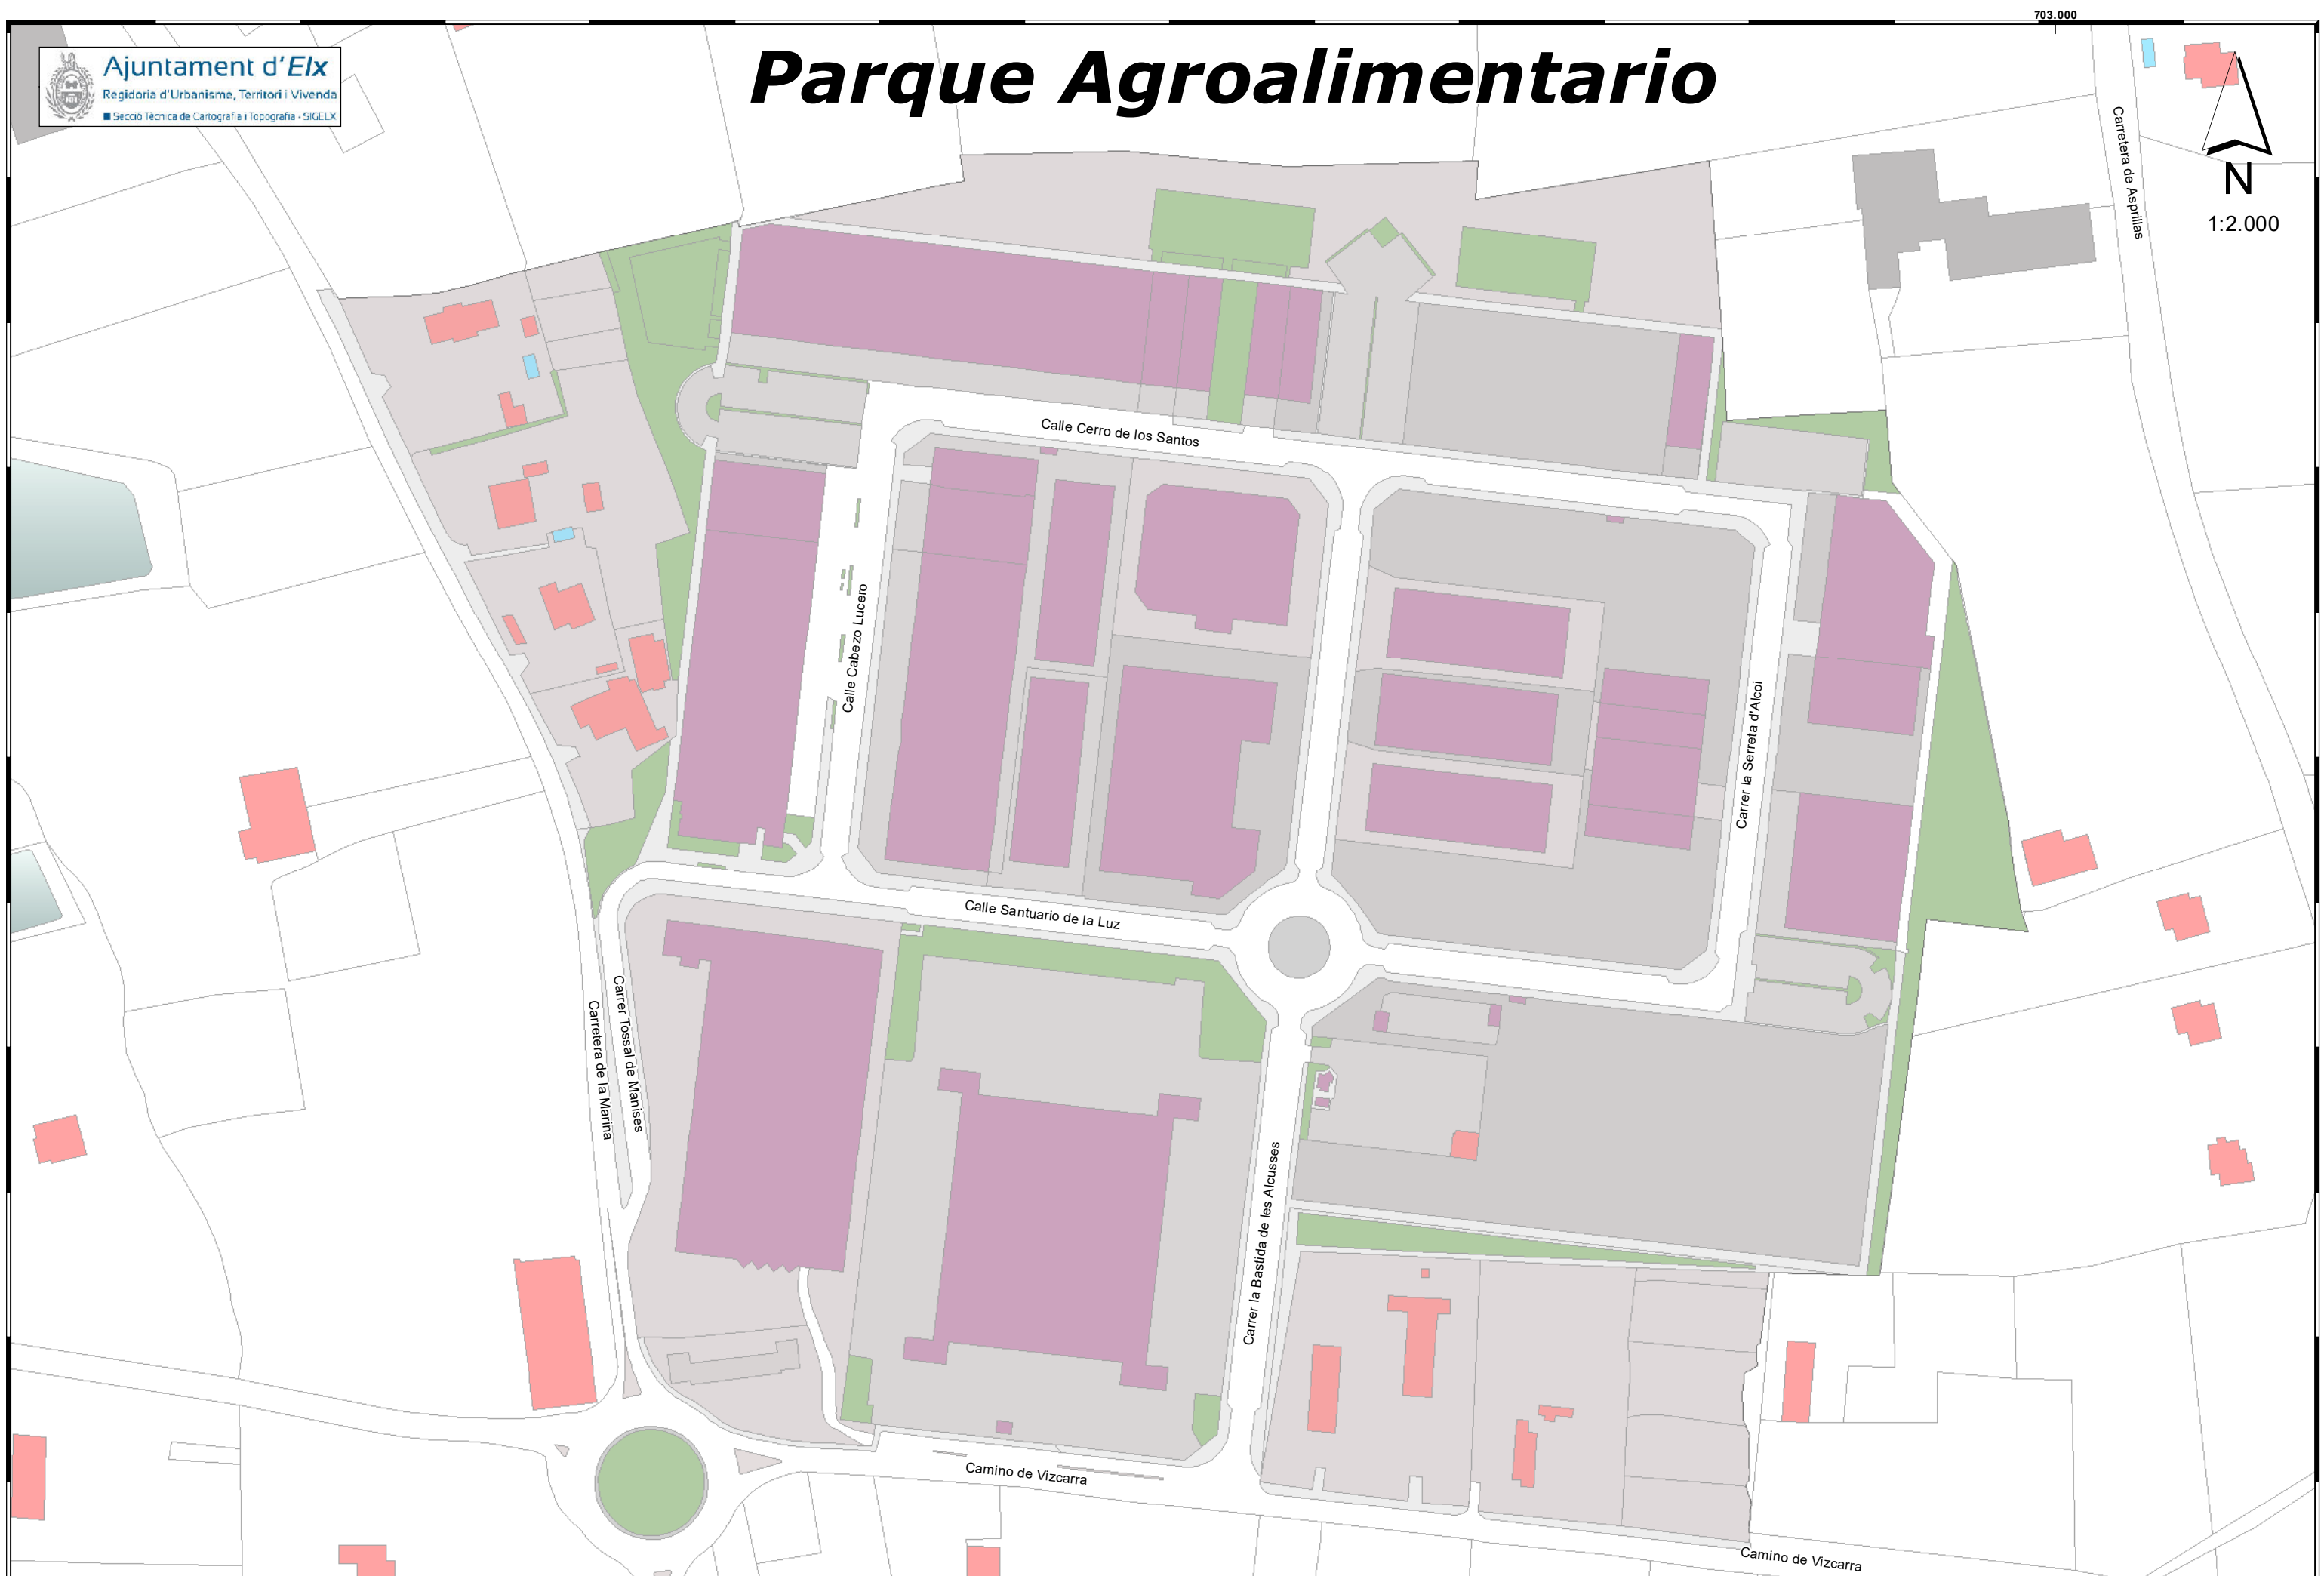 703.000
Ajuntament d'Elx
Regidoria d'Urbanisme, Territori i Vivenda
Secció Tècnica de Cartografia i Topografia - SIGELX
Parque Agroalimentario
N
1:2.000
Carretera de Asprillas
Calle Cerro de los Santos
Calle Cabezo Lucero
Carrer la Serreta d'Alcoi
Calle Santuario de la Luz
Carrer Tossal de Manises
Carretera de la Marina
Carrer la Bastida de les Alcusses
Camino de Vizcarra
Camino de Vizcarra